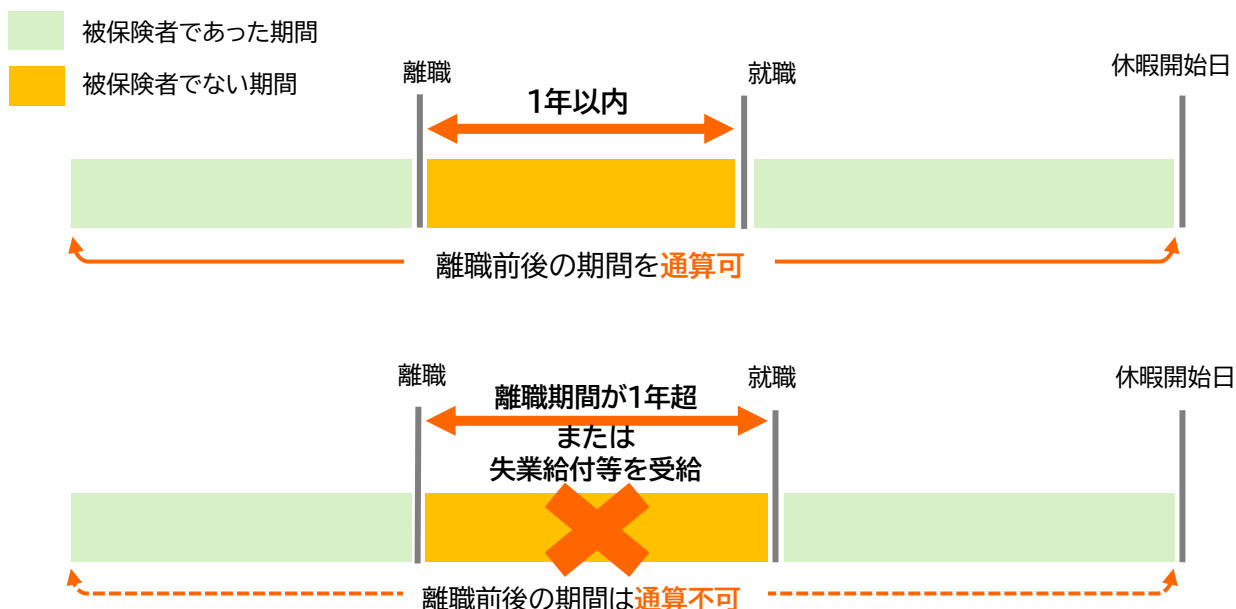 被保険者であった期間
被保険者でない期間
離職
就職
休暇開始日
1年以内
離職前後の期間を通算可
離職
就職
休暇開始日
離職期間が1年超
または
失業給付等を受給
離職前後の期間は通算不可